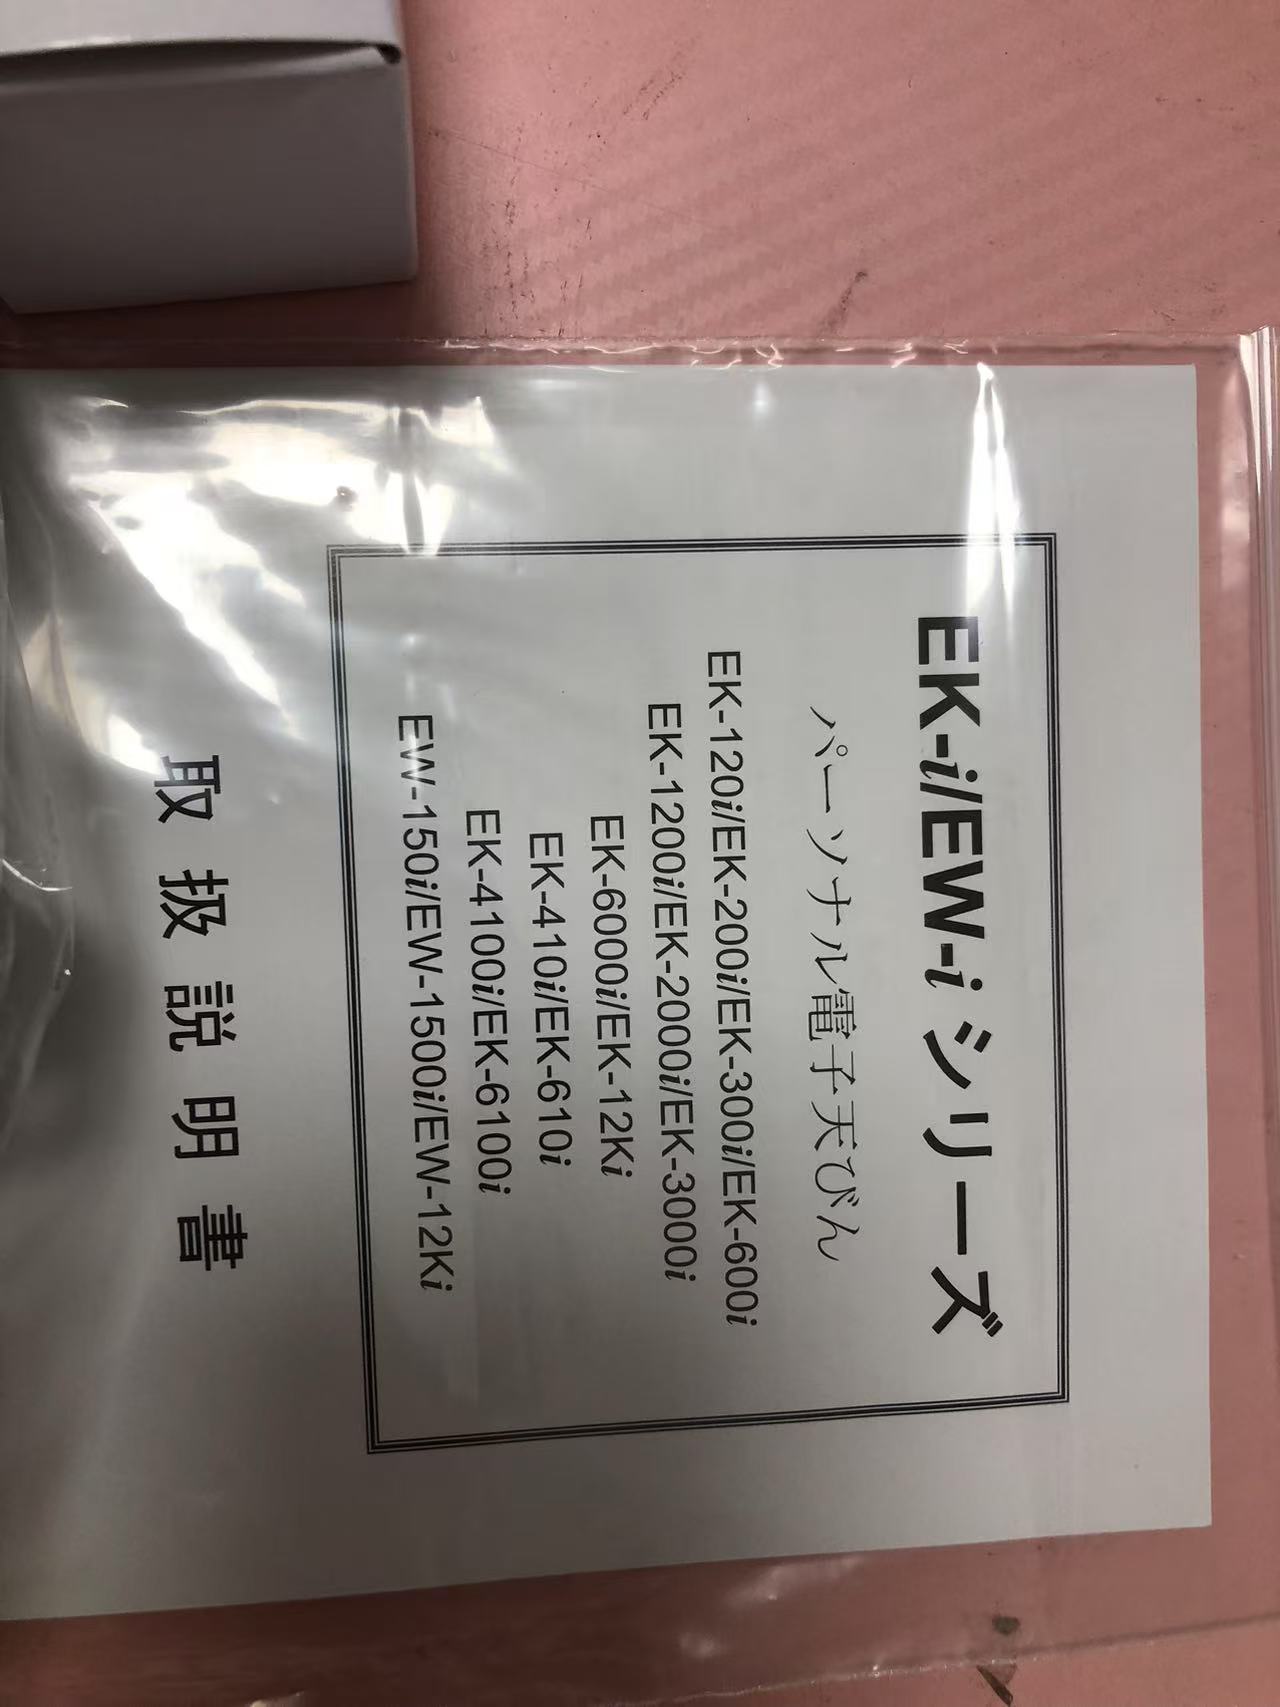 EK-i/EW-i シリーズ
パーソナル電子天びん
EK-120i/EK-200i/EK-300i/EK-600i
EK-1200i/EK-2000i/EK-3000i
EK-6000i/EK-12Ki
EK-410i/EK-610i
EK-4100i/EK-6100i
EW-150i/EW-1500i/EW-12Ki
取扱説明書